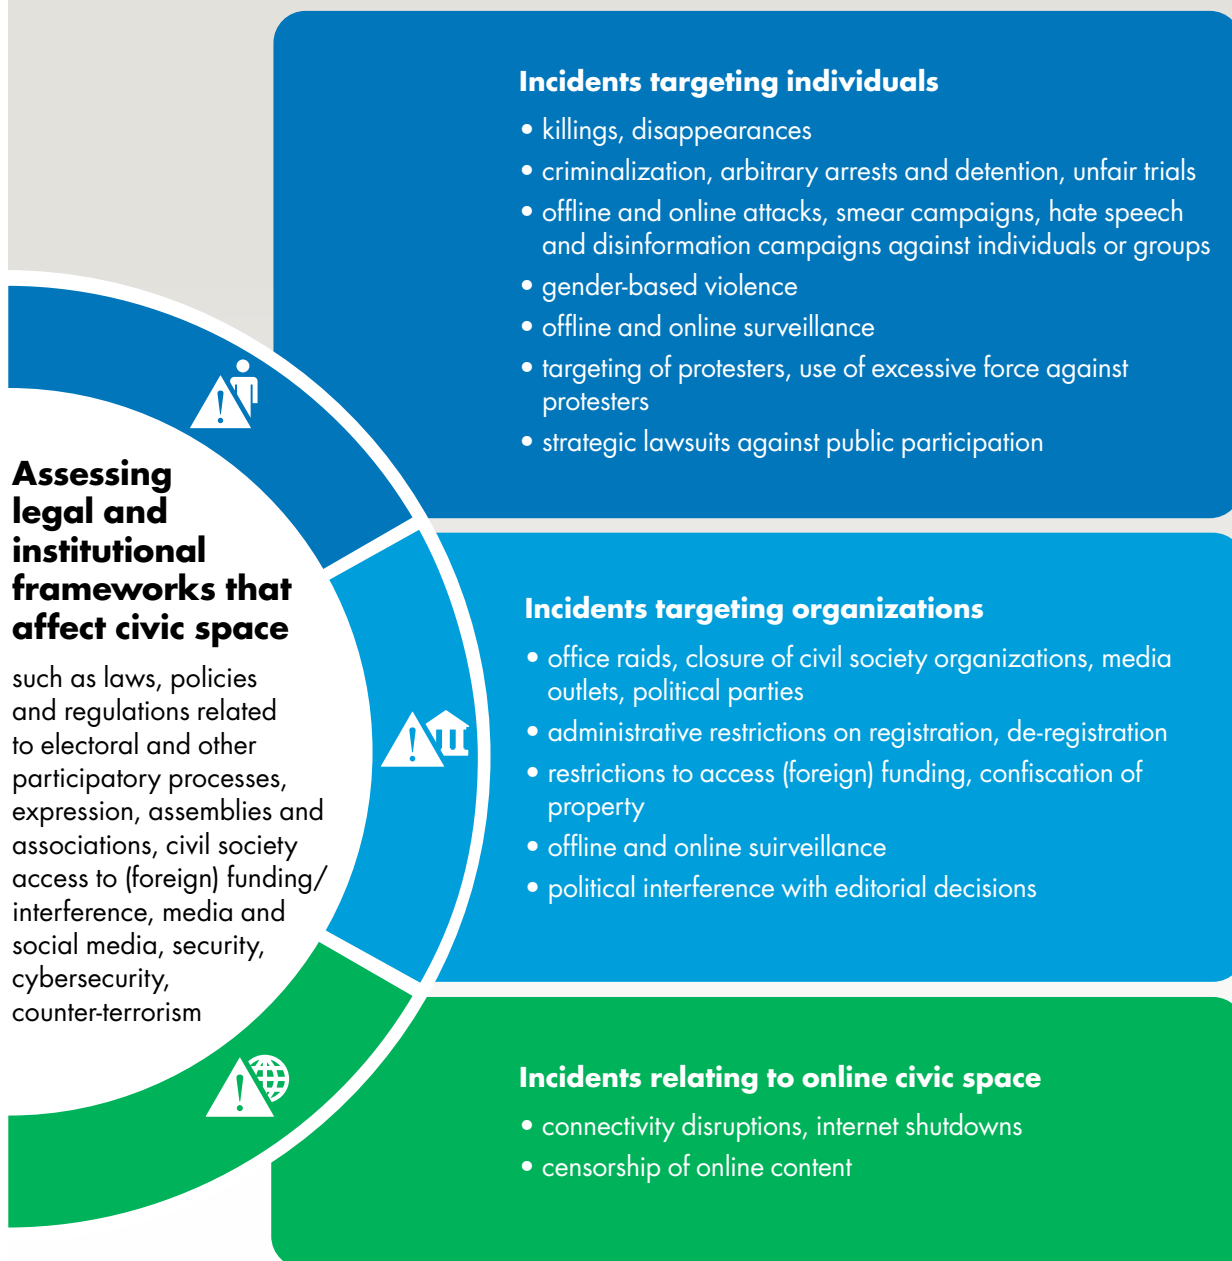 Incidents targeting individuals
• killings, disappearances
• criminalization, arbitrary arrests and detention, unfair trials
• offline and online attacks, smear campaigns, hate speech
and disinformation campaigns against individuals or groups
• gender-based violence
• offline and online surveillance
• targeting of protesters, use of excessive force against
protesters
• strategic lawsuits against public participation
Assessing
legal and
institutional
frameworks that
affect civic space
such as laws, policies
and regulations related
to electoral and other
participatory processes,
expression, assemblies and
associations, civil society
access to (foreign) funding/
interference, media and
social media, security,
cybersecurity,
counter-terrorism
Incidents targeting organizations
• office raids, closure of civil society organizations, media
outlets, political parties
• administrative restrictions on registration, de-registration
• restrictions to access (foreign) funding, confiscation of
property
• offline and online suirveillance
• political interference with editorial decisions
Incidents relating to online civic space
• connectivity disruptions, internet shutdowns
• censorship of online content